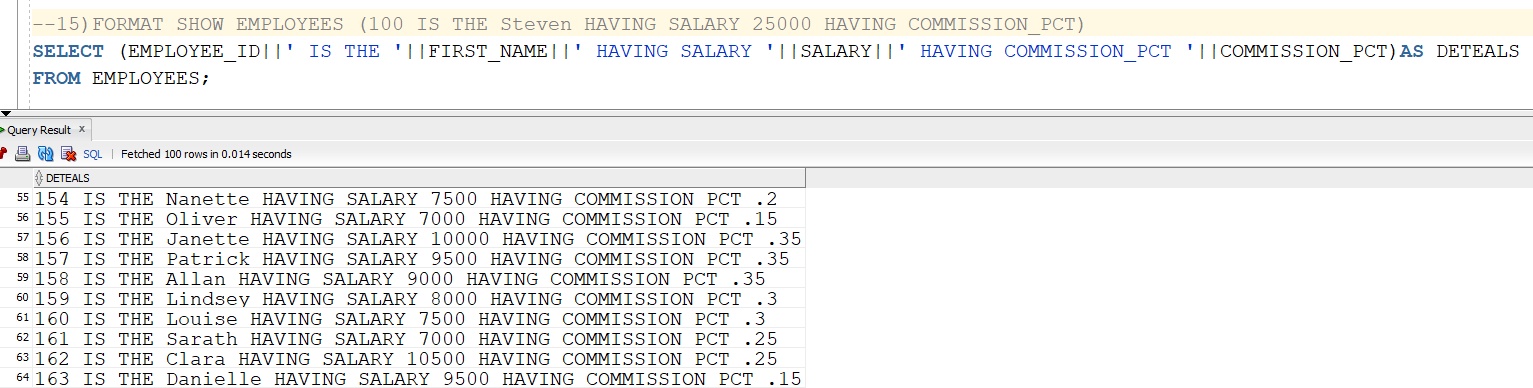 --15)FORMAT SHOW EMPLOYEES (100 IS THE Steven HAVING SALARY 25000 HAVING COMMISSION_PCT)
SELECT (EMPLOYEE_ID||' IS THE '||FIRST_NAME||' HAVING SALARY '||SALARY||' HAVING COMMISSION_PCT '||COMMISSION_PCT)AS DETEALS
FROM EMPLOYEES;
Query Result x
SQL | Fetched 100 rows in 0.014 seconds
DETEALS
55 154 IS THE Nanette HAVING SALARY 7500 HAVING COMMISSION PCT .2
56 155 IS THE Oliver HAVING SALARY 7000 HAVING COMMISSION PCT .15
57 156 IS THE Janette HAVING SALARY 10000 HAVING COMMISSION PCT .35
58 157 IS THE Patrick HAVING SALARY 9500 HAVING COMMISSION PCT .35
59 158 IS THE Allan HAVING SALARY 9000 HAVING COMMISSION PCT .35
60 159 IS THE Lindsey HAVING SALARY 8000 HAVING COMMISSION PCT .3
61 160 IS THE Louise HAVING SALARY 7500 HAVING COMMISSION PCT .3
62 161 IS THE Sarath HAVING SALARY 7000 HAVING COMMISSION PCT .25
63 162 IS THE Clara HAVING SALARY 10500 HAVING COMMISSION PCT .25
64 163 IS THE Danielle HAVING SALARY 9500 HAVING COMMISSION PCT .15